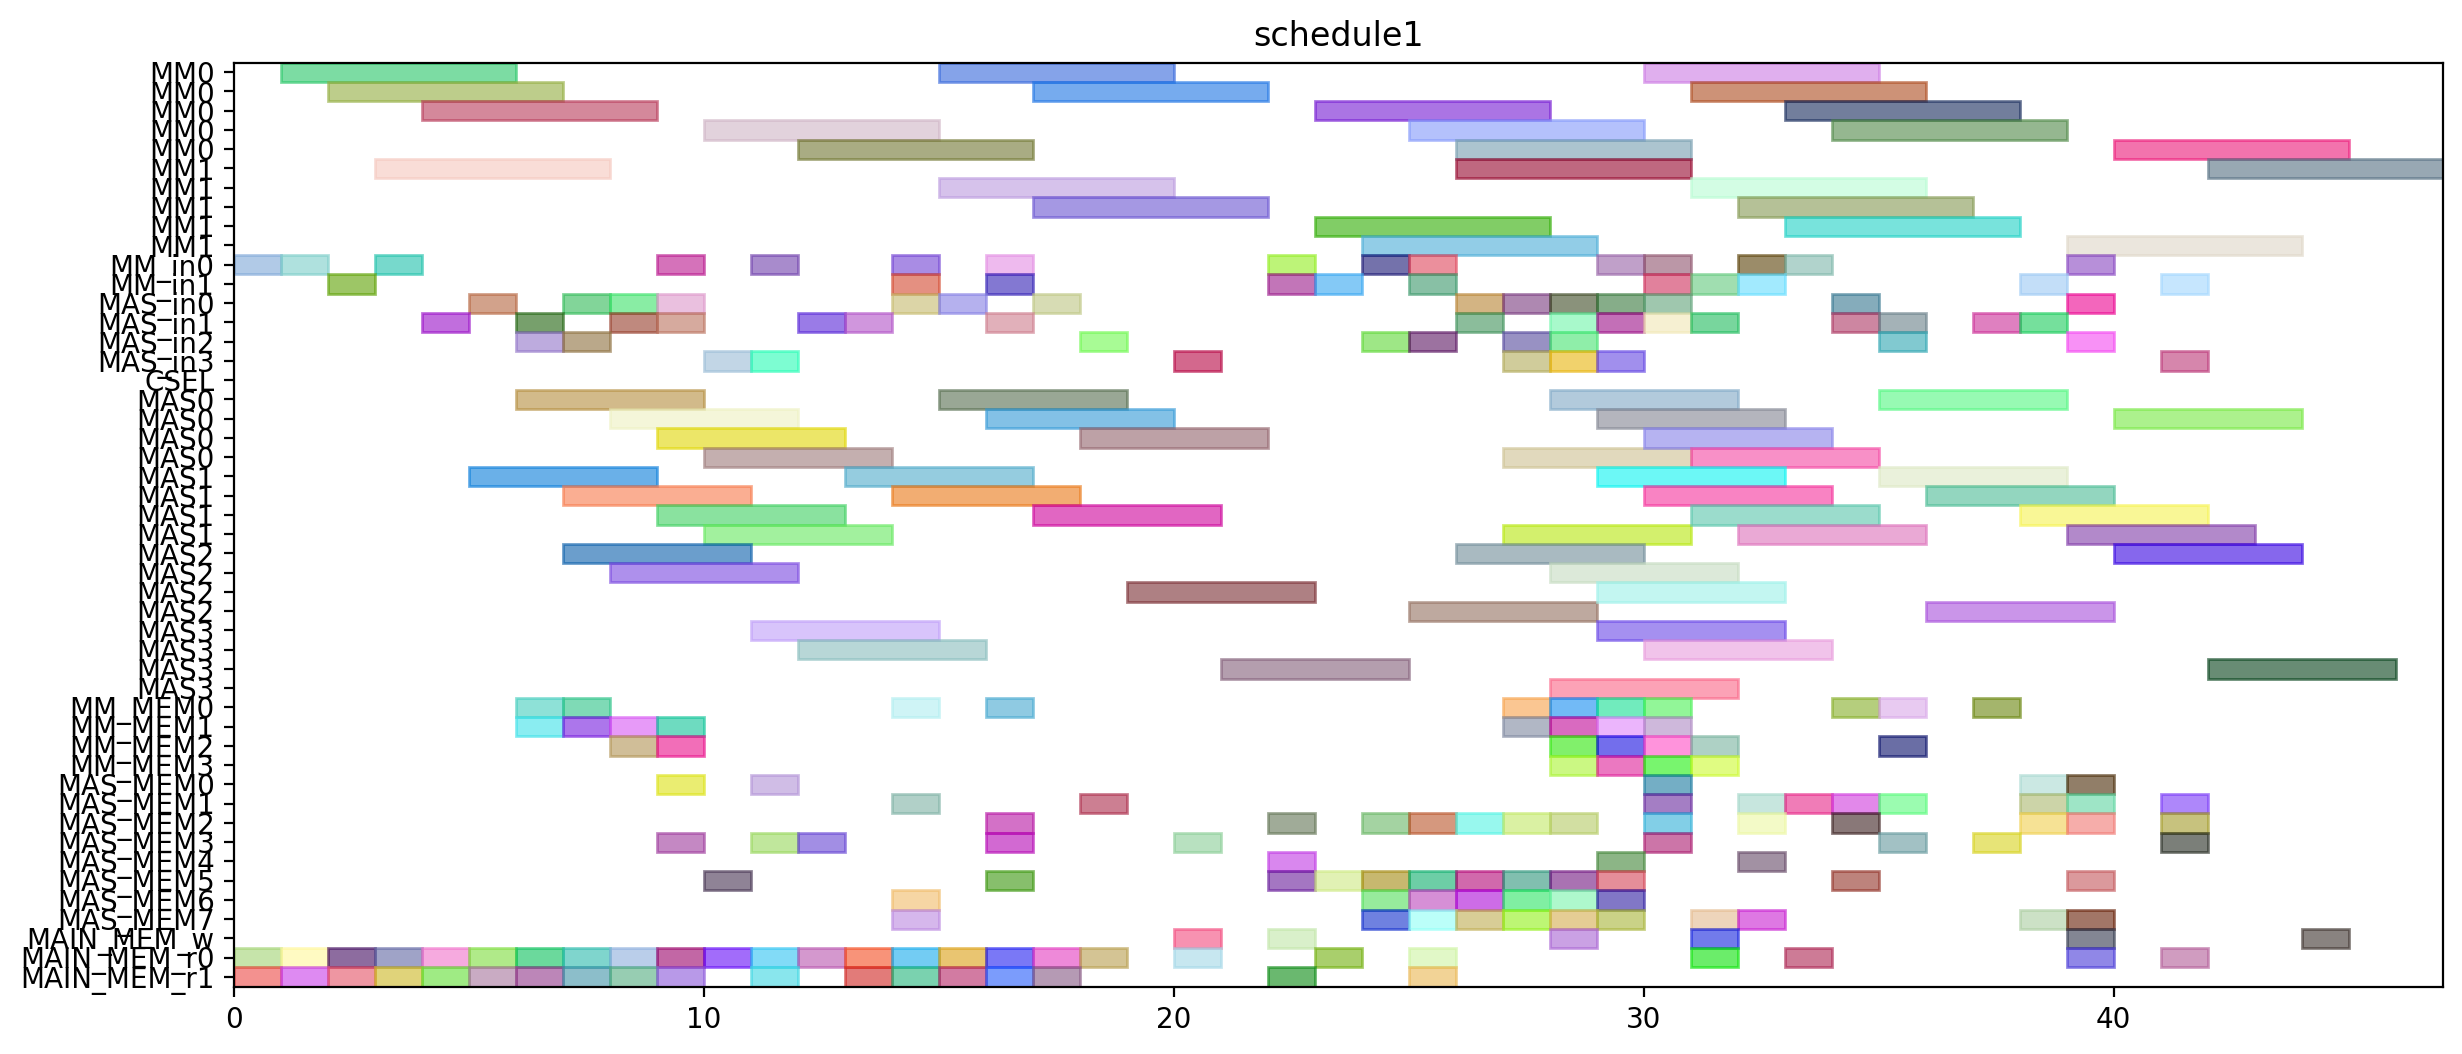 schedule1
MM0
MM0
MM0
MM0
MM0
MM1
MM1
MM1
MM1
MM1
MM_in0
MM_in1
MAS_in0
MAS_in1
MAS_in2
MAS_in3
CSEL
MAS0
MAS0
MAS0
MAS0
MAS1
MAS1
MAS1
MAS1
MAS2
MAS2
MAS2
MAS2
MAS3
MAS3
MAS3
MAS3
MM_MEM0
MM_MEM1
MM_MEM2
MM_MEM3
MAS_MEM0
MAS_MEM1
MAS_MEM2
MAS_MEM3
MAS_MEM4
MAS_MEM5
MAS_MEM6
MAS_MEM7
MAIN_MEM_w
MAIN_MEM_r0
MAIN_MEM_r1
0 10 20 30 40